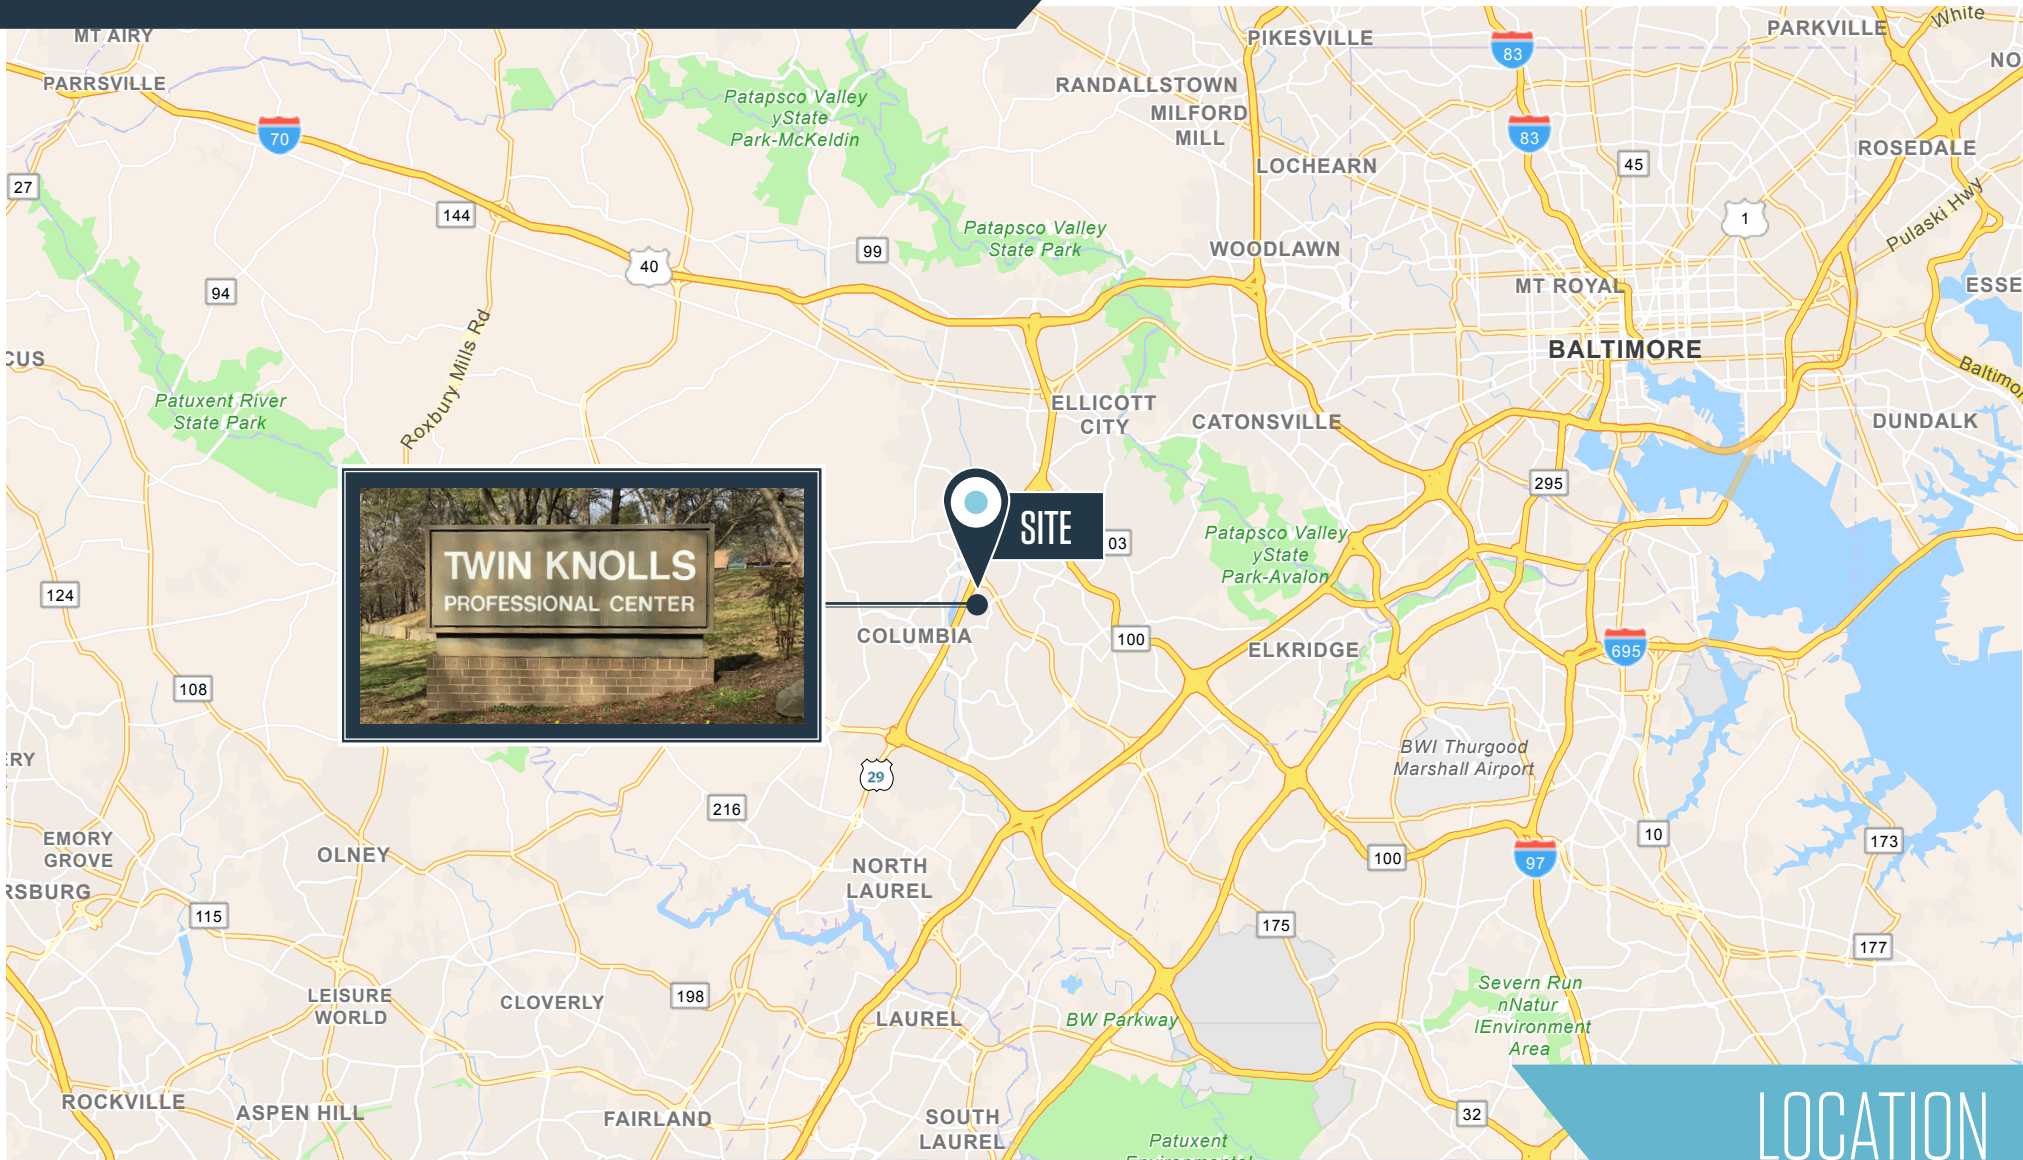 MT AIRY
PARRSVILLE
70
27
144
94
40
99
Patapsco Valley
yState
Park-McKeldin
Patapsco Valley
State Park
PIKESVILLE
RANDALLSTOWN
MILFORD
MILL
LOCHEARN
WOODLAWN
83
83
45
1
PARKVILLE
White
NO
ROSEDALE
Pulaski Hwy
ESSE
MT ROYAL
BALTIMORE
Baltimo
DUNDALK
CUS
Roxbury Mills Rd
Patuxent River
State Park
ELLICOTT
CITY
CATONSVILLE
295
SITE
03
TWIN KNOLLS
PROFESSIONAL CENTER
Patapsco Valley
yState
Park-Avalon
124
COLUMBIA
100
ELKRIDGE
695
108
ERY
29
BWI Thurgood
Marshall Airport
216
EMORY
GROVE
RSBURG
OLNEY
NORTH
LAUREL
100
97
10
173
115
175
177
LEISURE
WORLD
CLOVERLY
198
LAUREL
BW Parkway
Severn Run
nNatur
lEnvironment
Area
ROCKVILLE
ASPEN HILL
FAIRLAND
SOUTH
LAUREL
Patuxent
Environmental
32
LOCATION